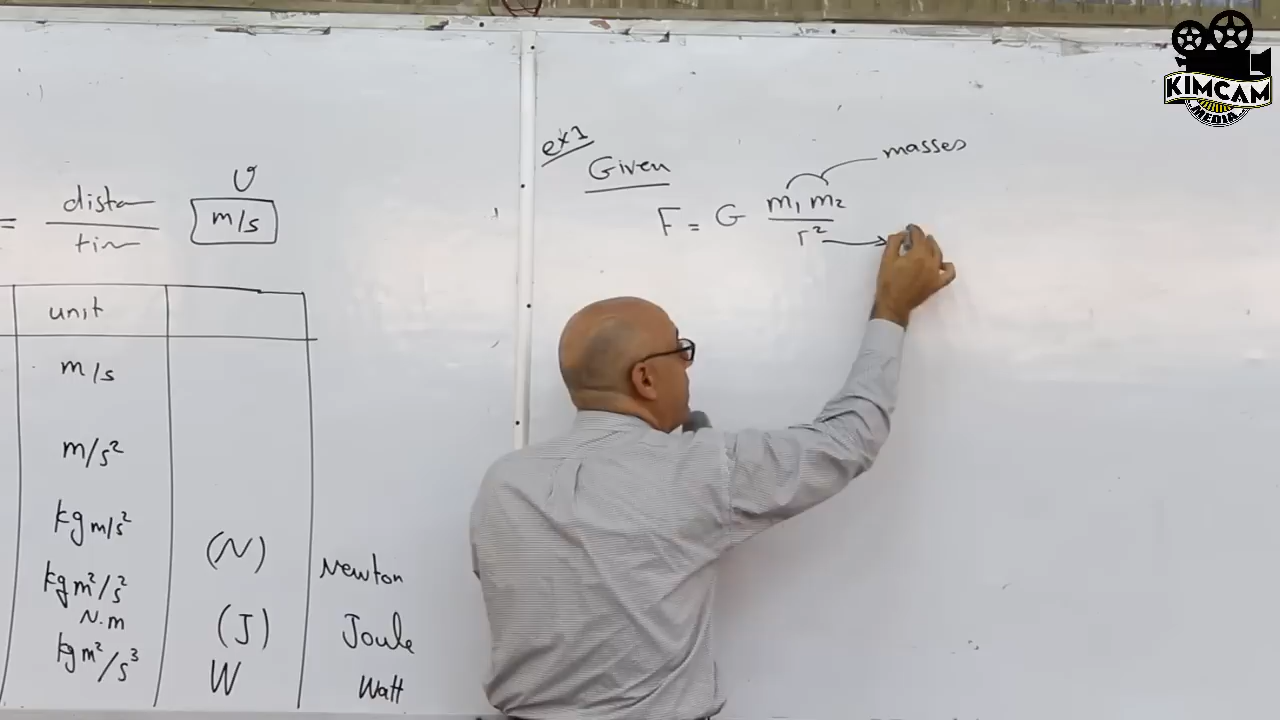 KIMCAM
MEDIA
ex1
Given
masses
F = G m₁ m₂ / r²
υ
= distan / tim
m/s
unit
m/s
m/s²
kg m/s² (N) Newton
kg m²/s²
N.m (J) Joule
kg m²/s³ W Watt